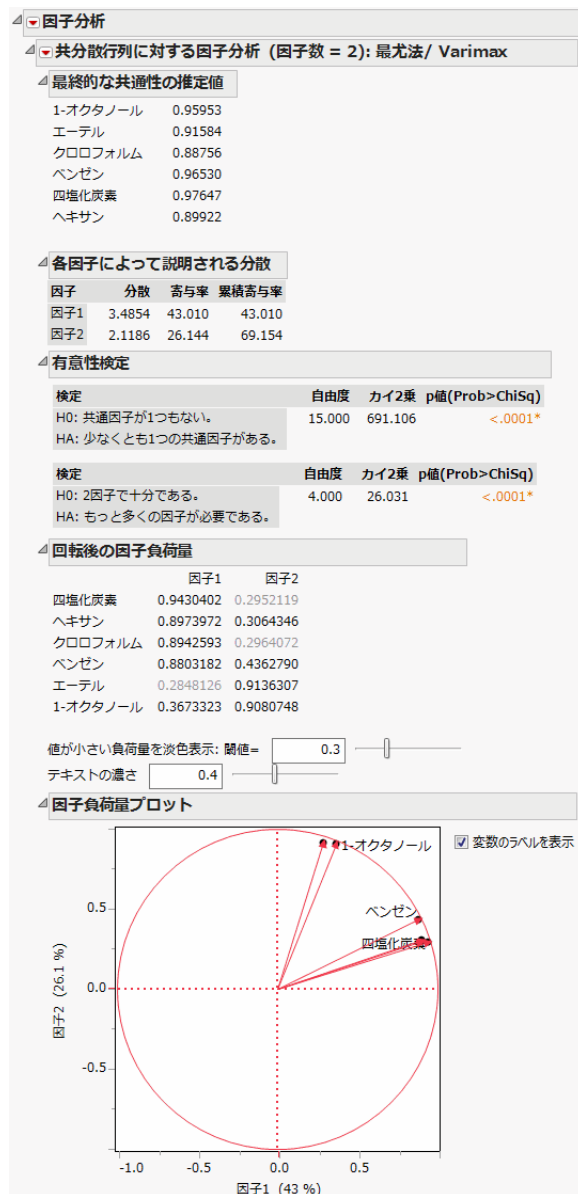 因子分析
共分散行列に対する因子分析 (因子数 = 2): 最尤法/ Varimax
最終的な共通性の推定値
1-オクタノール 0.95953
エーテル 0.91584
クロロフォルム 0.88756
ベンゼン 0.96530
四塩化炭素 0.97647
ヘキサン 0.89922
各因子によって説明される分散
因子 分散 寄与率 累積寄与率
因子1 3.4854 43.010 43.010
因子2 2.1186 26.144 69.154
有意性検定
検定 自由度 カイ2乗 p値(Prob>ChiSq)
H0: 共通因子が1つもない。 15.000 691.106 <.0001*
HA: 少なくとも1つの共通因子がある。
検定 自由度 カイ2乗 p値(Prob>ChiSq)
H0: 2因子で十分である。 4.000 26.031 <.0001*
HA: もっと多くの因子が必要である。
回転後の因子負荷量
因子1 因子2
四塩化炭素 0.9430402 0.2952119
ヘキサン 0.8973972 0.3064346
クロロフォルム 0.8942593 0.2964072
ベンゼン 0.8803182 0.4362790
エーテル 0.2848126 0.9136307
1-オクタノール 0.3673323 0.9080748
値が小さい負荷量を淡色表示: 閾値= 0.3
テキストの濃さ 0.4
因子負荷量プロット
1-オクタノール
変数のラベルを表示
ベンゼン
四塩化炭素
0.5
0.0
-0.5
因子2 (26.1 %)
-1.0 -0.5 0.0 0.5
因子1 (43 %)